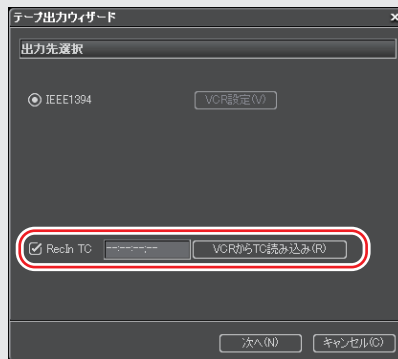 テープ出力ウィザード
出力先選択
IEEE1394 VCR設定(V)
RecIn TC --:--:--:-- VCRからTC読み込み(R)
次へ(N) キャンセル(C)